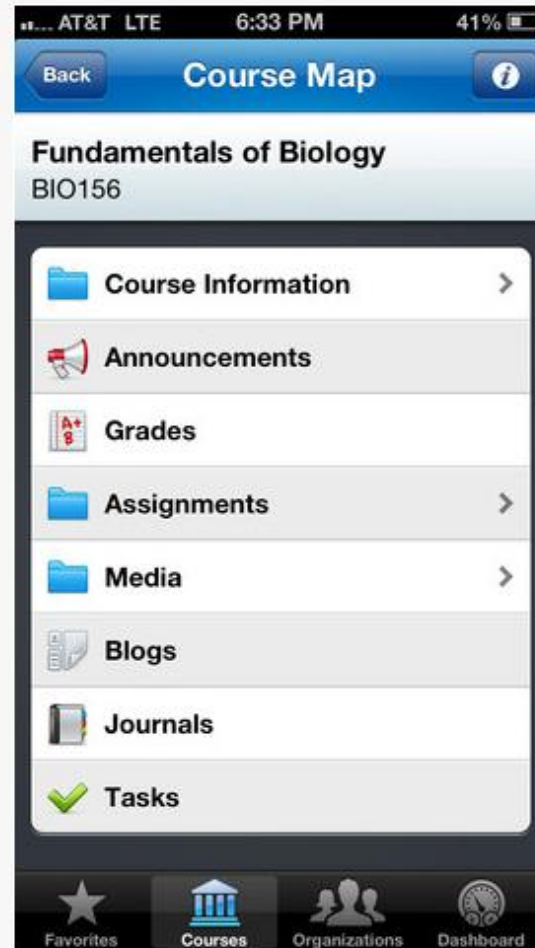 AT&T LTE 6:33 PM 41%
Back Course Map i
Fundamentals of Biology
BIO156
Course Information
Announcements
A+
B
Grades
Assignments
Media
Blogs
Journals
Tasks
Favorites Courses Organizations Dashboard